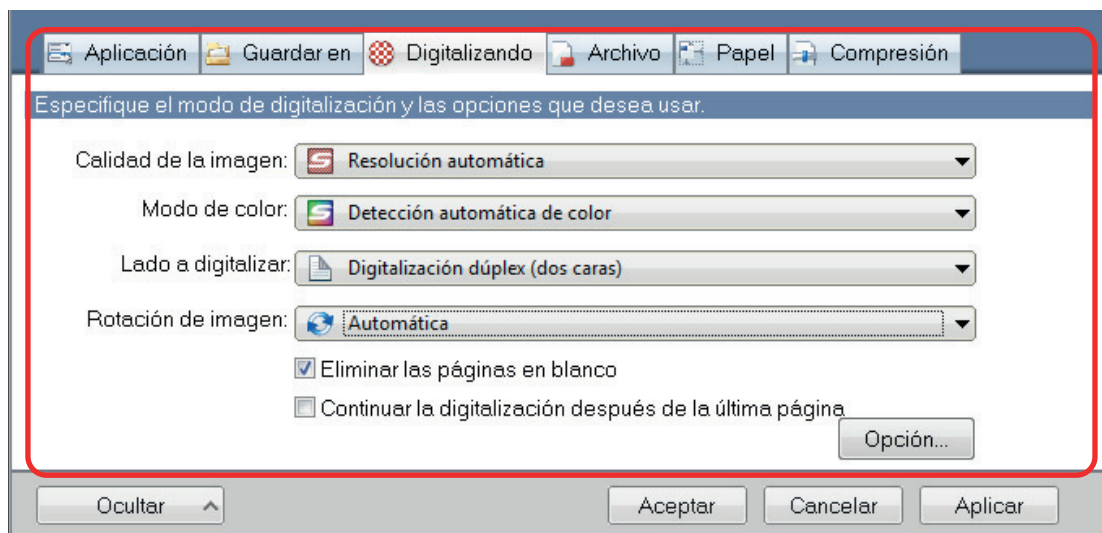 Aplicación Guardar en Digitalizando Archivo Papel Compresión
Especifique el modo de digitalización y las opciones que desea usar.
Calidad de la imagen: Resolución automática
Modo de color: Detección automática de color
Lado a digitalizar: Digitalización dúplex (dos caras)
Rotación de imagen: Automática
Eliminar las páginas en blanco
Continuar la digitalización después de la última página
Opción...
Ocultar Aceptar Cancelar Aplicar